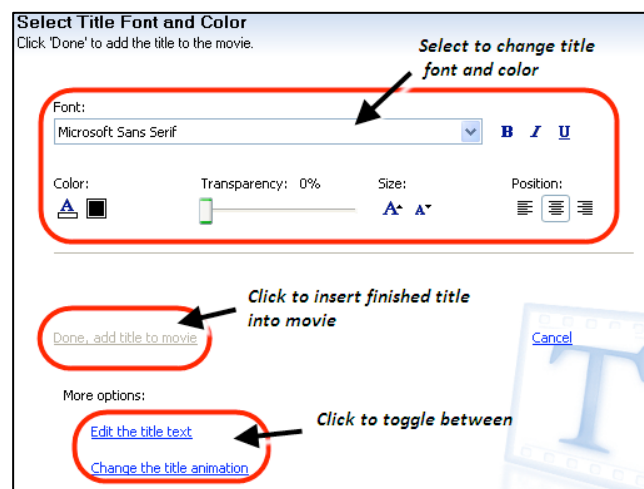 Select Title Font and Color
Click 'Done' to add the title to the movie.
Select to change title
font and color
Font:
Microsoft Sans Serif
B I U
Color: Transparency: 0% Size: Position:
A A A
Click to insert finished title
into movie
Done, add title to movie
Cancel
More options:
Edit the title text
Click to toggle between
Change the title animation
T